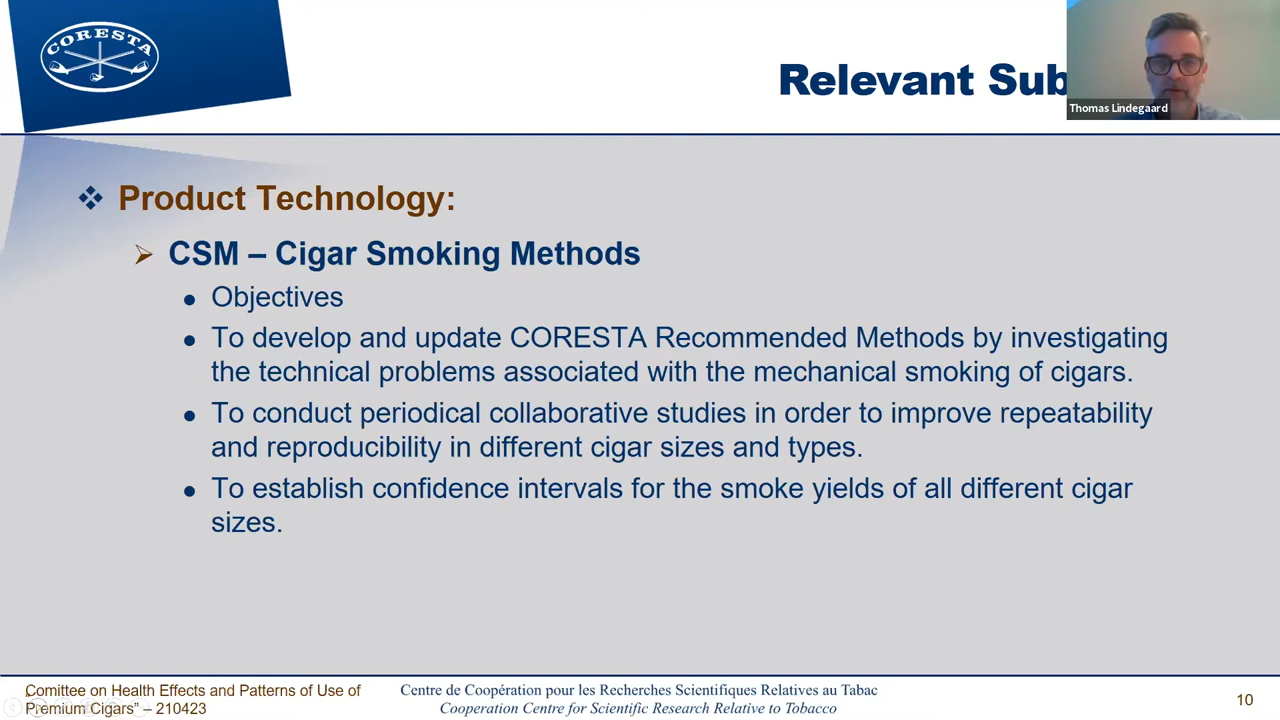 CORESTA
Relevant Sub
Thomas Lindegaard
Product Technology:
CSM – Cigar Smoking Methods
Objectives
To develop and update CORESTA Recommended Methods by investigating
the technical problems associated with the mechanical smoking of cigars.
To conduct periodical collaborative studies in order to improve repeatability
and reproducibility in different cigar sizes and types.
To establish confidence intervals for the smoke yields of all different cigar
sizes.
Comittee on Health Effects and Patterns of Use of
Premium Cigars” – 210423
Centre de Coopération pour les Recherches Scientifiques Relatives au Tabac
Cooperation Centre for Scientific Research Relative to Tobacco
10